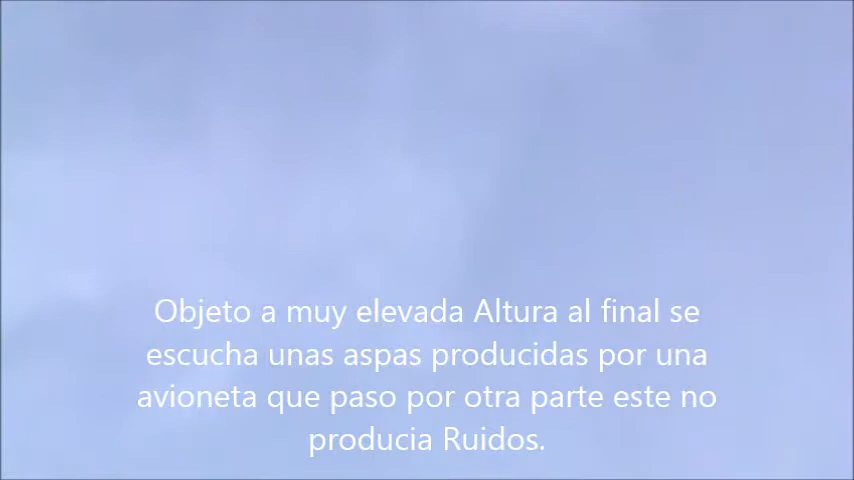 Objeto a muy elevada Altura al final se
escucha unas aspas producidas por una
avioneta que paso por otra parte este no
producia Ruidos.